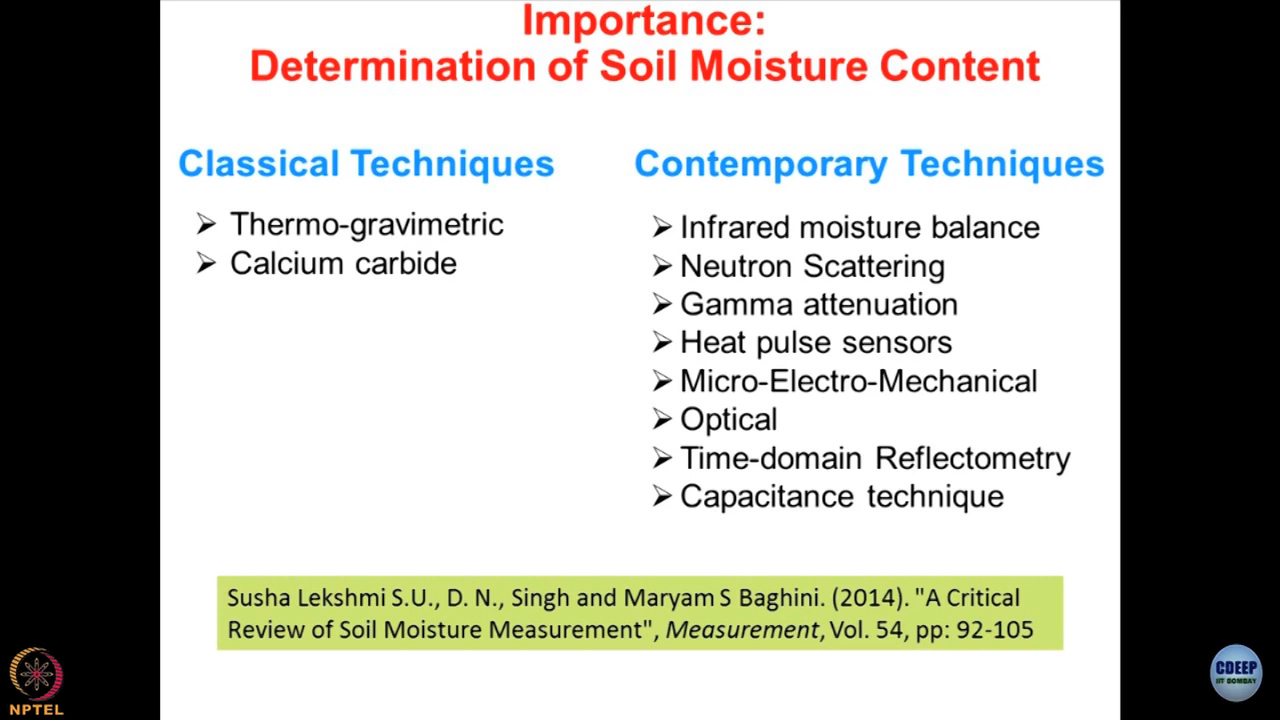 Importance:
Determination of Soil Moisture Content
Classical Techniques
Thermo-gravimetric
Calcium carbide
Contemporary Techniques
Infrared moisture balance
Neutron Scattering
Gamma attenuation
Heat pulse sensors
Micro-Electro-Mechanical
Optical
Time-domain Reflectometry
Capacitance technique
Susha Lekshmi S.U., D. N., Singh and Maryam S Baghini. (2014). "A Critical
Review of Soil Moisture Measurement", Measurement, Vol. 54, pp: 92-105
NPTEL
CDEEP
IIT BOMBAY